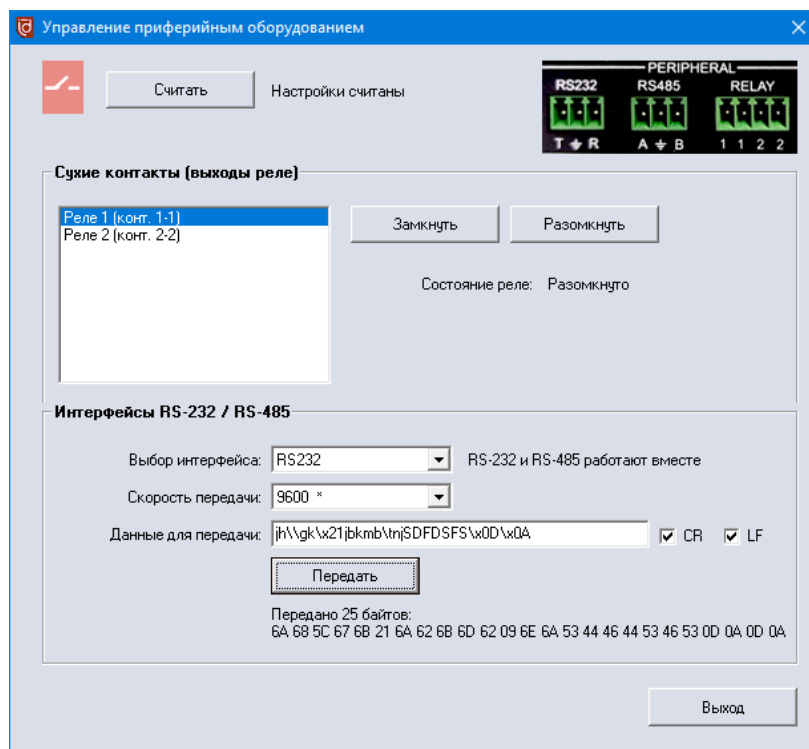 Управление приферийным оборудованием
Считать
Настройки считаны
PERIPHERAL
RS232 RS485 RELAY
T R A B 1 1 2 2
Сухие контакты (выходы реле)
Реле 1 (конт. 1-1)
Реле 2 (конт. 2-2)
Замкнуть
Разомкнуть
Состояние реле: Разомкнуто
Интерфейсы RS-232 / RS-485
Выбор интерфейса: RS232 RS-232 и RS-485 работают вместе
Скорость передачи: 9600 *
Данные для передачи: jh\\gk\x21jbkmb\tnjSDFDSFS\x0D\x0A CR LF
Передать
Передано 25 байтов:
6A 68 5C 67 6B 21 6A 62 6B 6D 62 09 6E 6A 53 44 46 44 53 46 53 0D 0A 0D 0A
Выход